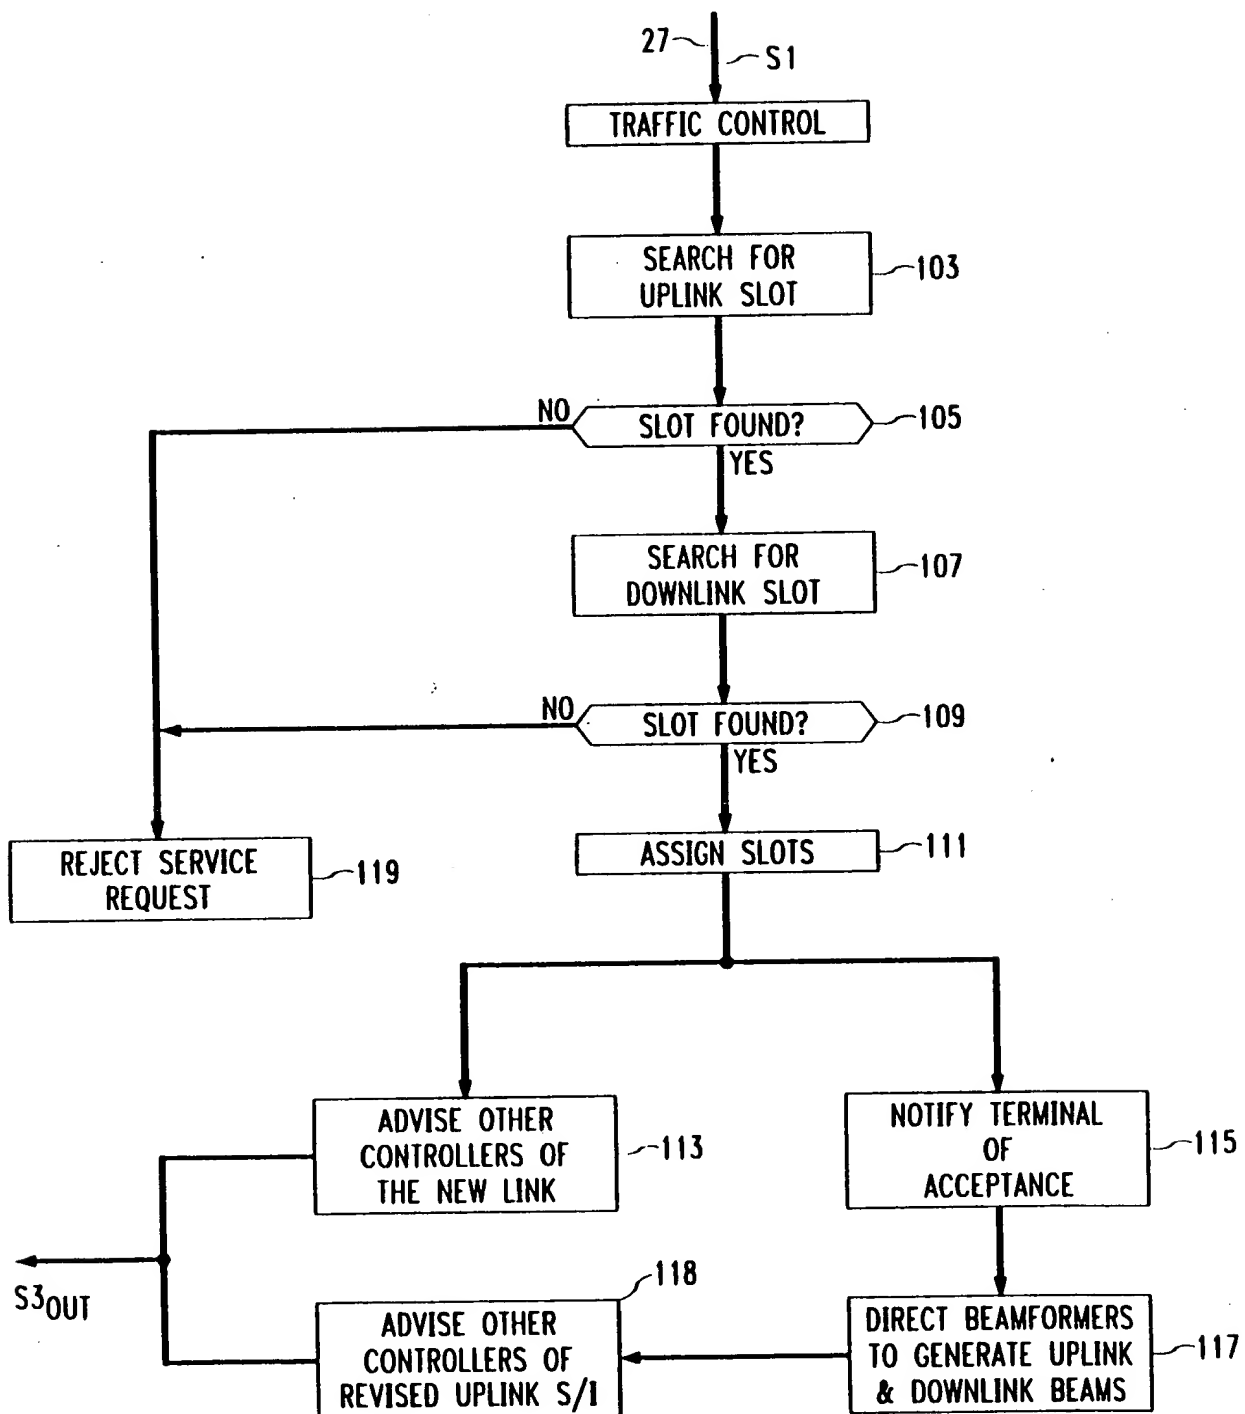 27
S1
TRAFFIC CONTROL
SEARCH FOR
UPLINK SLOT
103
NO
SLOT FOUND?
105
YES
SEARCH FOR
DOWNLINK SLOT
107
NO
SLOT FOUND?
109
YES
ASSIGN SLOTS
111
REJECT SERVICE
REQUEST
119
ADVISE OTHER
CONTROLLERS OF
THE NEW LINK
113
NOTIFY TERMINAL
OF
ACCEPTANCE
115
S3OUT
118
ADVISE OTHER
CONTROLLERS OF
REVISED UPLINK S/I
DIRECT BEAMFORMERS
TO GENERATE UPLINK
& DOWNLINK BEAMS
117